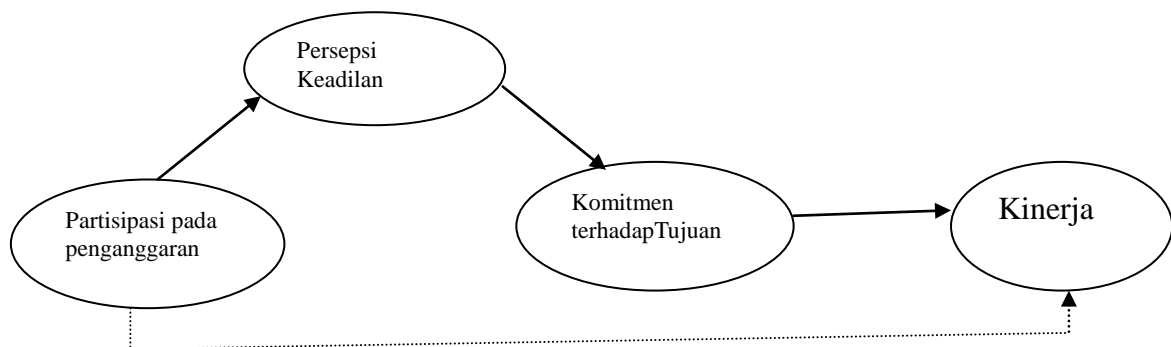 Persepsi
Keadilan
Partisipasi pada
penganggaran
Komitmen
terhadapTujuan
Kinerja